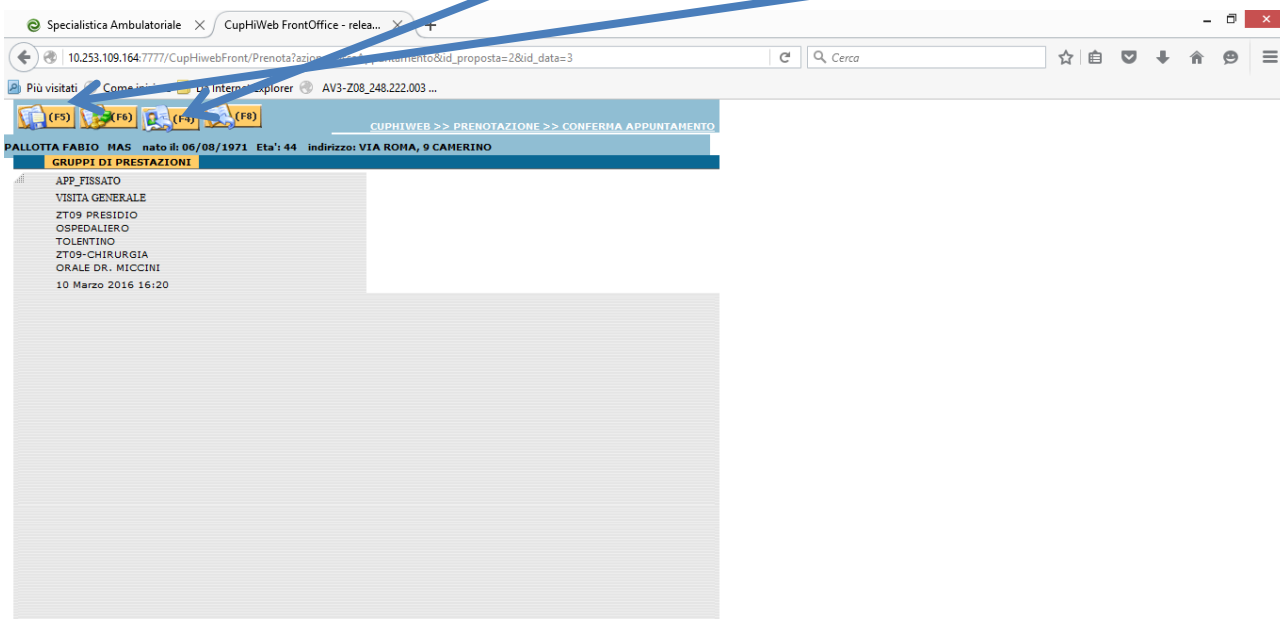 Specialistica Ambulatoriale
CupHiWeb FrontOffice - relea...
10.253.109.164:7777/CupHiwebFront/Prenota?azion
nto&id_proposta=2&id_data=3
Cerca
Più visitati
Internet Explorer
AV3-Z08_248.222.003 ...
(F5)
(F6)
(F4)
(F8)
CUPHIWEB >> PRENOTAZIONE >> CONFERMA APPUNTAMENTO
PALLOTTA FABIO MAS nato il: 06/08/1971 Eta': 44 indirizzo: VIA ROMA, 9 CAMERINO
GRUPPI DI PRESTAZIONI
APP_FISSATO
VISITA GENERALE
ZT09 PRESIDIO
OSPEDALIERO
TOLENTINO
ZT09-CHIRURGIA
ORALE DR. MICCINI
10 Marzo 2016 16:20